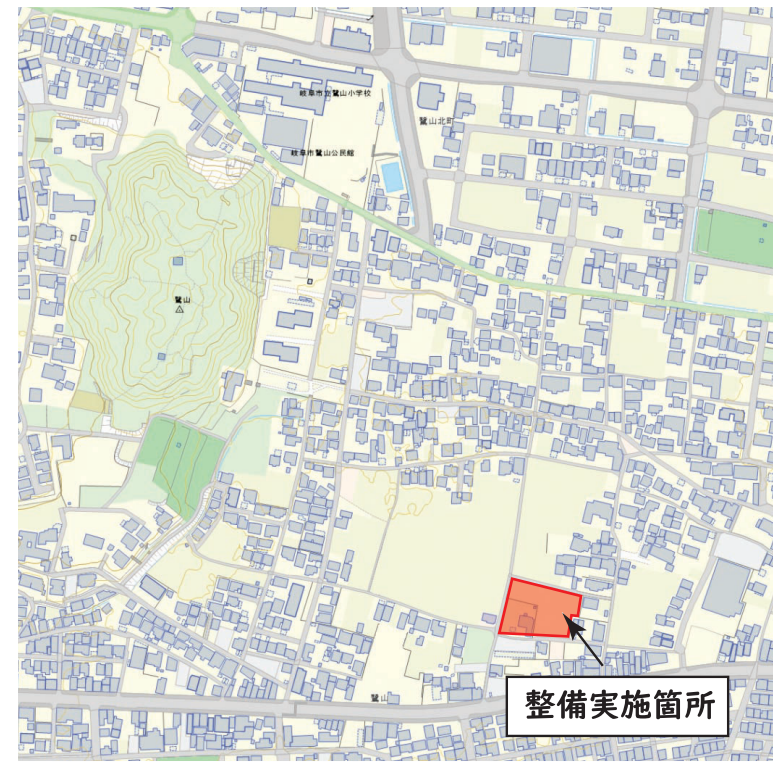 岐阜市立鷺山小学校
鷺山北町
岐阜市鷺山公民館
鷺山
鷺山
整備実施箇所